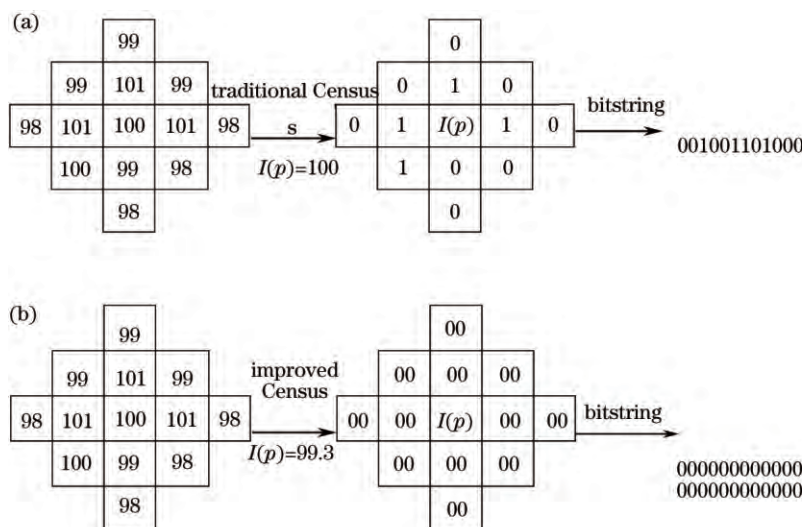 (a)
99
99 101 99
98 101 100 101 98
100 99 98
98
traditional Census
s
I(p)=100
0
0 1 0
0 1 I(p) 1 0
1 0 0
0
bitstring
001001101000
(b)
99
99 101 99
98 101 100 101 98
100 99 98
98
improved
Census
I(p)=99.3
00
00 00 00
00 00 I(p) 00 00
00 00 00
00
bitstring
000000000000
000000000000